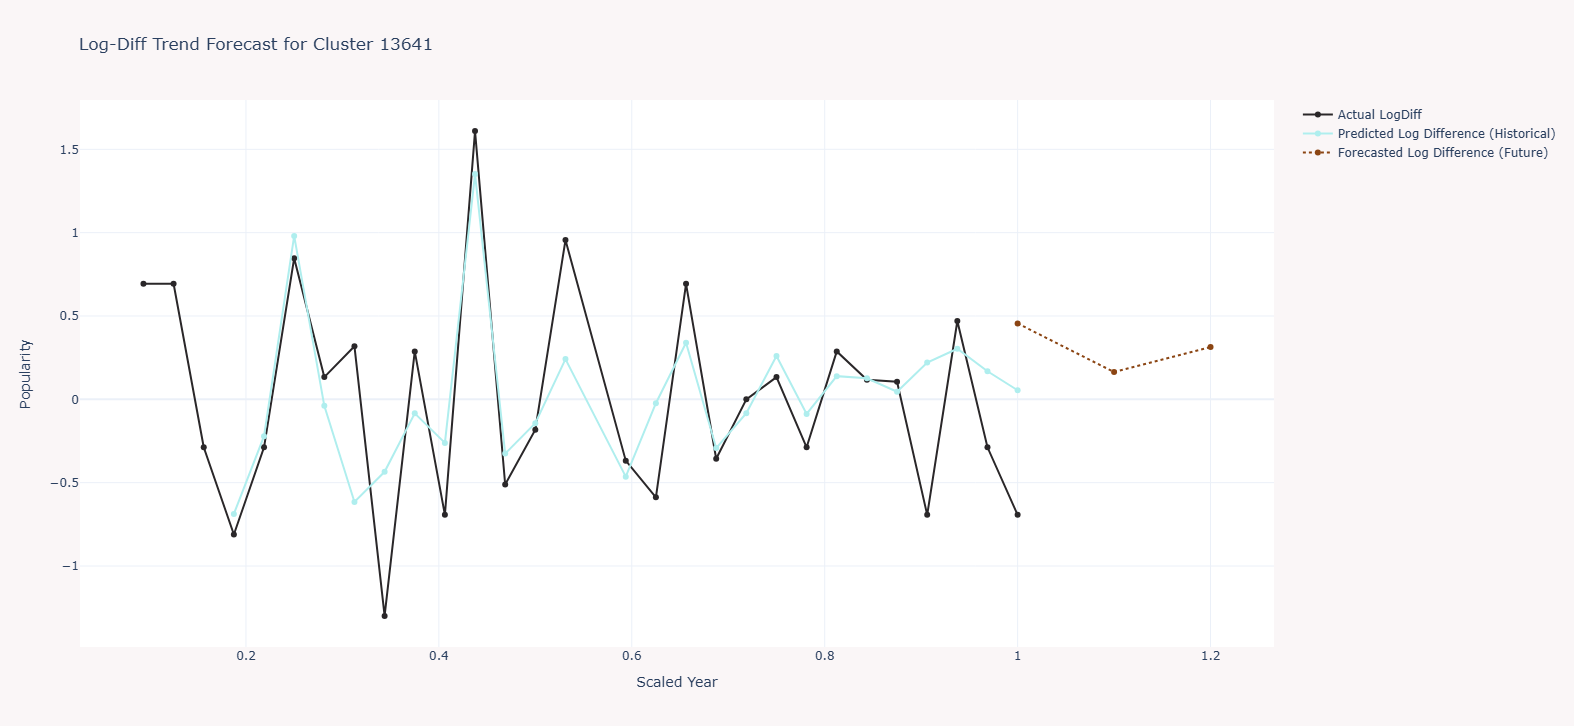 Log-Diff Trend Forecast for Cluster 13641
Actual LogDiff
Predicted Log Difference (Historical)
Forecasted Log Difference (Future)
Popularity
1.5
1
0.5
0
−0.5
−1
0.2
0.4
0.6
0.8
1
1.2
Scaled Year